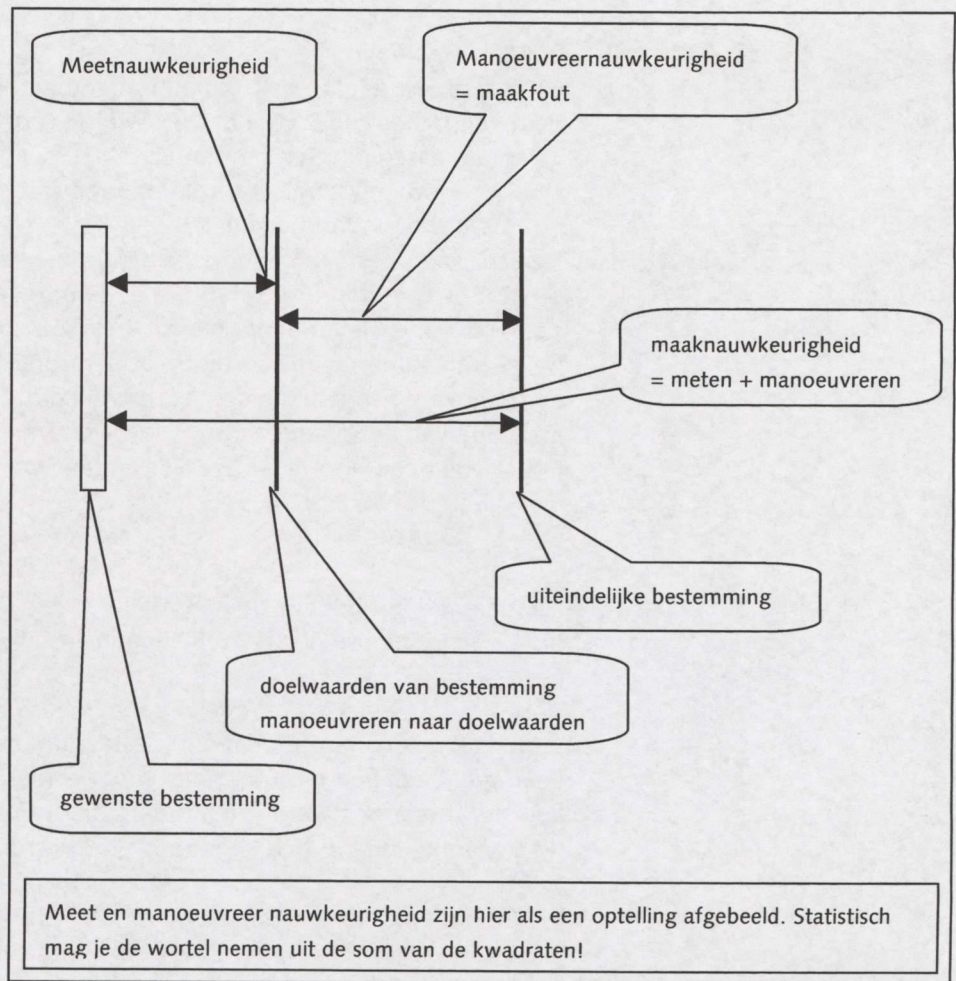 Meetnauwkeurigheid
Manoeuvreernauwkeurigheid
= maakfout
maaknauwkeurigheid
= meten + manoeuvreren
uiteindelijke bestemming
doelwaarden van bestemming
manoeuvreren naar doelwaarden
gewenste bestemming
Meet en manoeuvreer nauwkeurigheid zijn hier als een optelling afgebeeld. Statistisch
mag je de wortel nemen uit de som van de kwadraten!